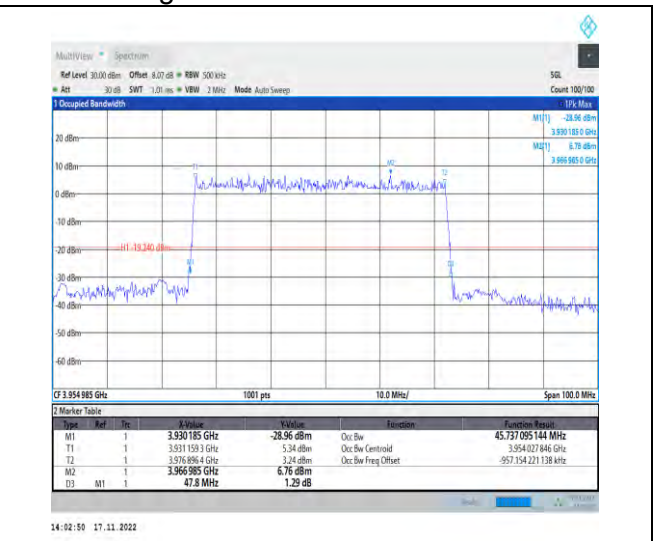 MultiView Spectrum
Ref Level 30.00 dBm Offset 8.07 dB RBW 500 kHz SGL
Att 30 dB SWT 1.01 ms VBW 2 MHz Mode Auto Sweep Count 100/100
1 Occupied Bandwidth 1Pk Max
M1[1] -28.96 dBm
3.930 185 0 GHz
M2[1] 6.78 dBm
3.966 985 0 GHz
20 dBm
10 dBm
M2
T1
T2
0 dBm
-10 dBm
-20 dBm H1 -19.240 dBm
M1
D3
-30 dBm
-40 dBm
-50 dBm
-60 dBm
CF 3.954 985 GHz 1001 pts 10.0 MHz/ Span 100.0 MHz
2 Marker Table
Type Ref Trc X-Value Y-Value Function Function Result
M1 1 3.930 185 GHz -28.96 dBm Occ Bw 45.737 095 144 MHz
T1 1 3.931 159 3 GHz 5.34 dBm Occ Bw Centroid 3.954 027 846 GHz
T2 1 3.976 896 4 GHz 3.24 dBm Occ Bw Freq Offset -957.154 221 138 kHz
M2 1 3.966 985 GHz 6.76 dBm
D3 M1 1 47.8 MHz 1.29 dB
14:02:50 17.11.2022